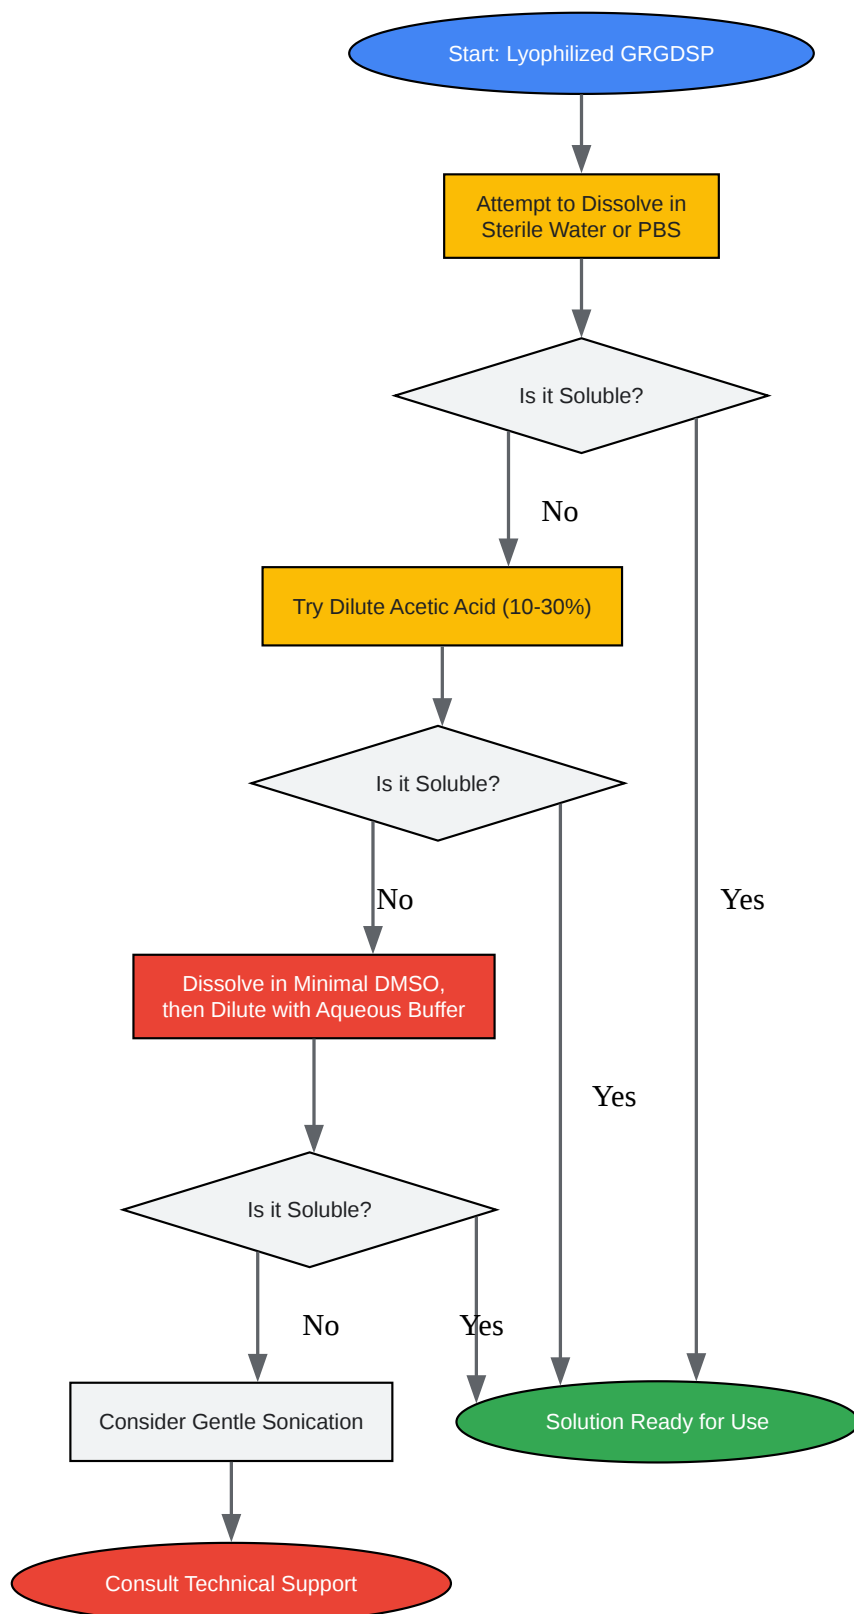 Start: Lyophilized GRGDSP
Attempt to Dissolve in
Sterile Water or PBS
Is it Soluble?
No
Try Dilute Acetic Acid (10-30%)
Is it Soluble?
No
Yes
Dissolve in Minimal DMSO,
then Dilute with Aqueous Buffer
Yes
Is it Soluble?
No
Yes
Consider Gentle Sonication
Solution Ready for Use
Consult Technical Support